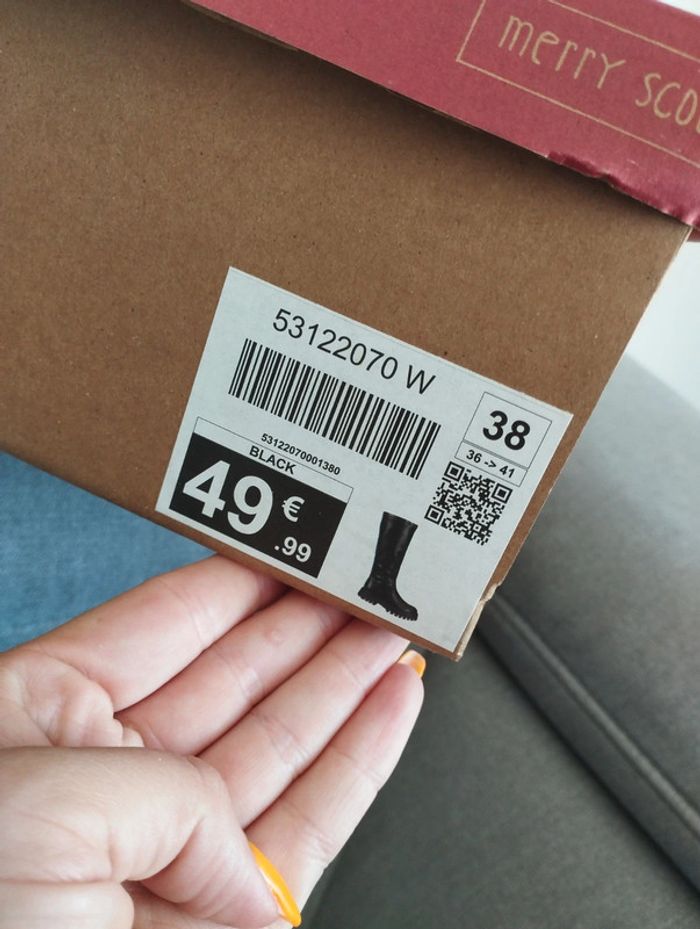 merry sco
53122070 W
38
36 -> 41
53122070001380
BLACK
49 €
.99